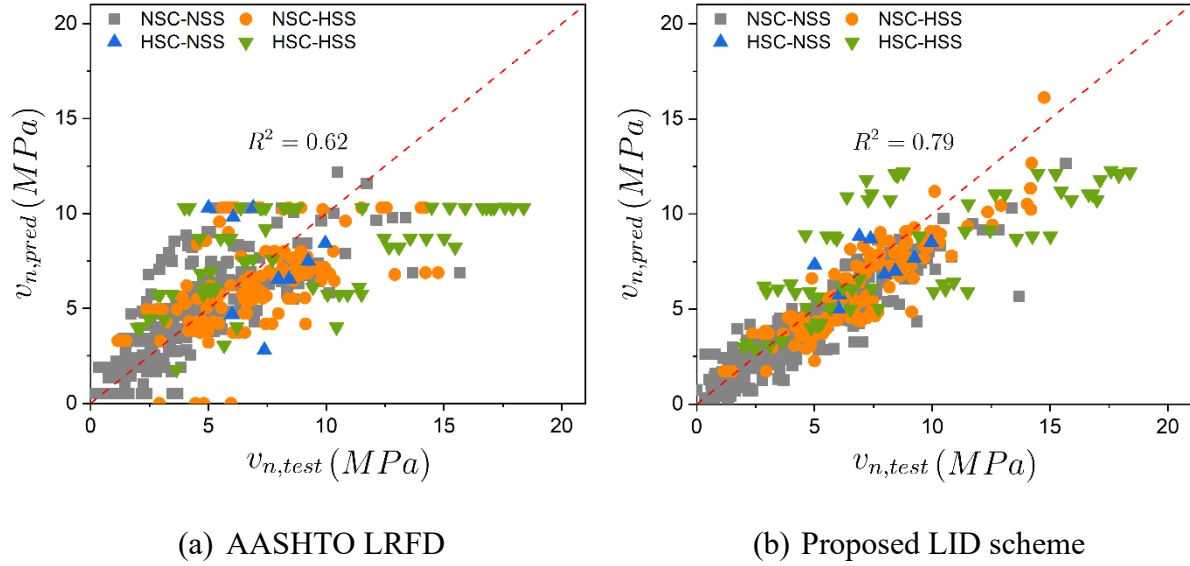 NSC-NSS NSC-HSS
HSC-NSS HSC-HSS
R² = 0.62
v_{n,pred} (MPa)
20
15
10
5
0
0 5 10 15 20
v_{n,test} (MPa)
(a) AASHTO LRFD
NSC-NSS NSC-HSS
HSC-NSS HSC-HSS
R² = 0.79
v_{n,pred} (MPa)
20
15
10
5
0
0 5 10 15 20
v_{n,test} (MPa)
(b) Proposed LID scheme